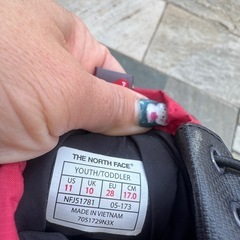 THE NORTH FACE
YOUTH/TODDLER
US UK EU CM
11 10 28 17.0
NFJ51781 05-173
MADE IN VIETNAM
7051729N3X